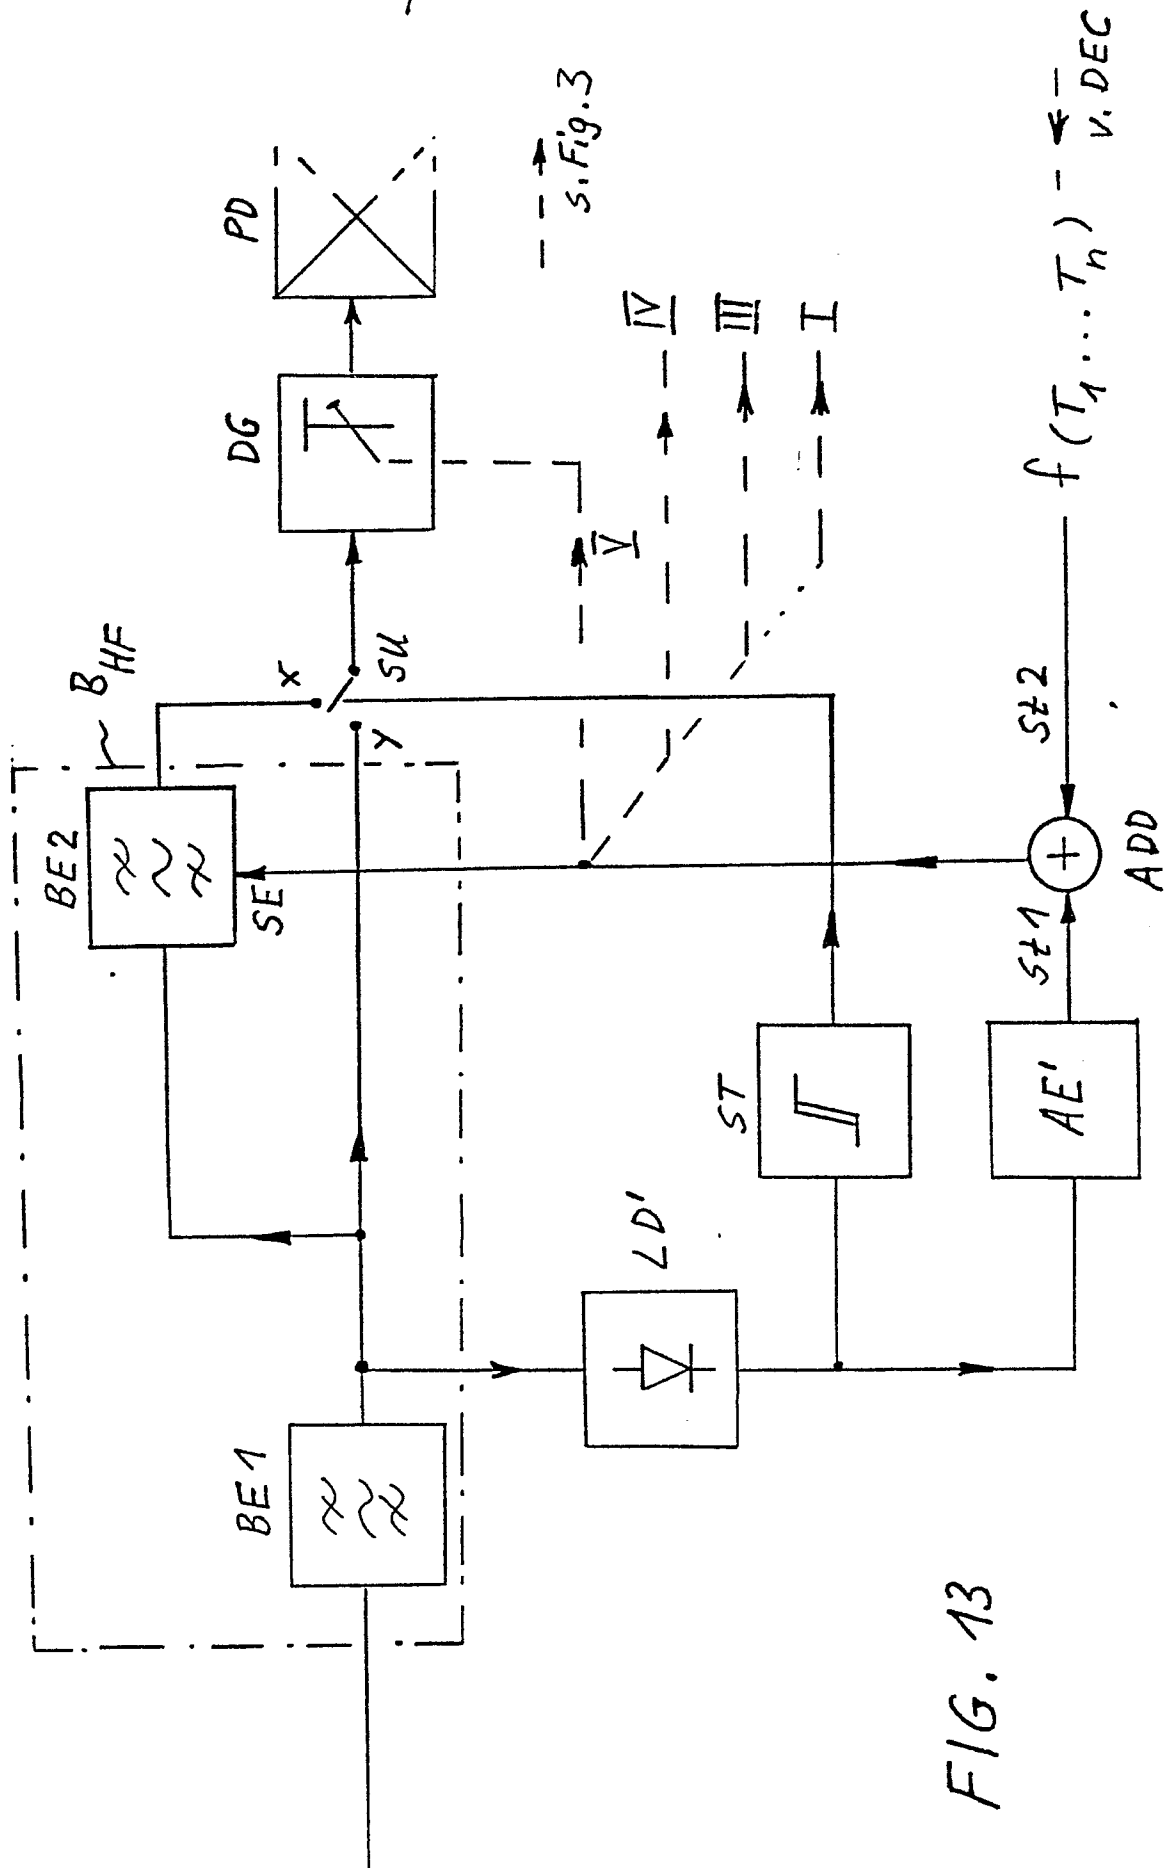 BE1
BE2
B HF
SE
x
y
SU
DG
PD
s. Fig. 3
V
IV
III
I
LD'
ST
AE'
St1
St2
ADD
f (T1 . . . . Tn)
v. DEC
FIG. 13